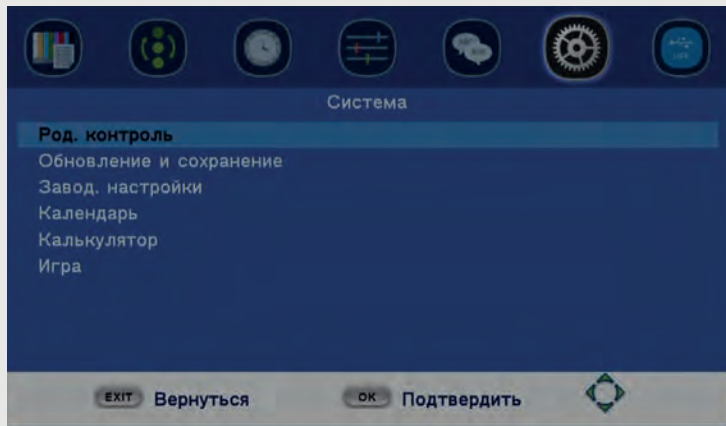 Система
Род. контроль
Обновление и сохранение
Завод. настройки
Календарь
Калькулятор
Игра
EXIT Вернуться OK Подтвердить